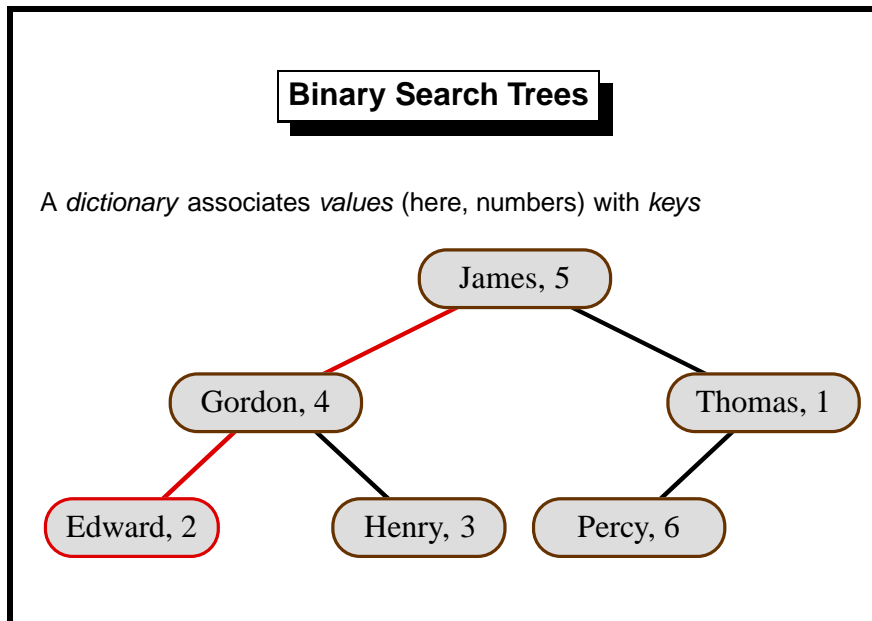 Binary Search Trees
A dictionary associates values (here, numbers) with keys
James, 5
Gordon, 4
Thomas, 1
Edward, 2
Henry, 3
Percy, 6